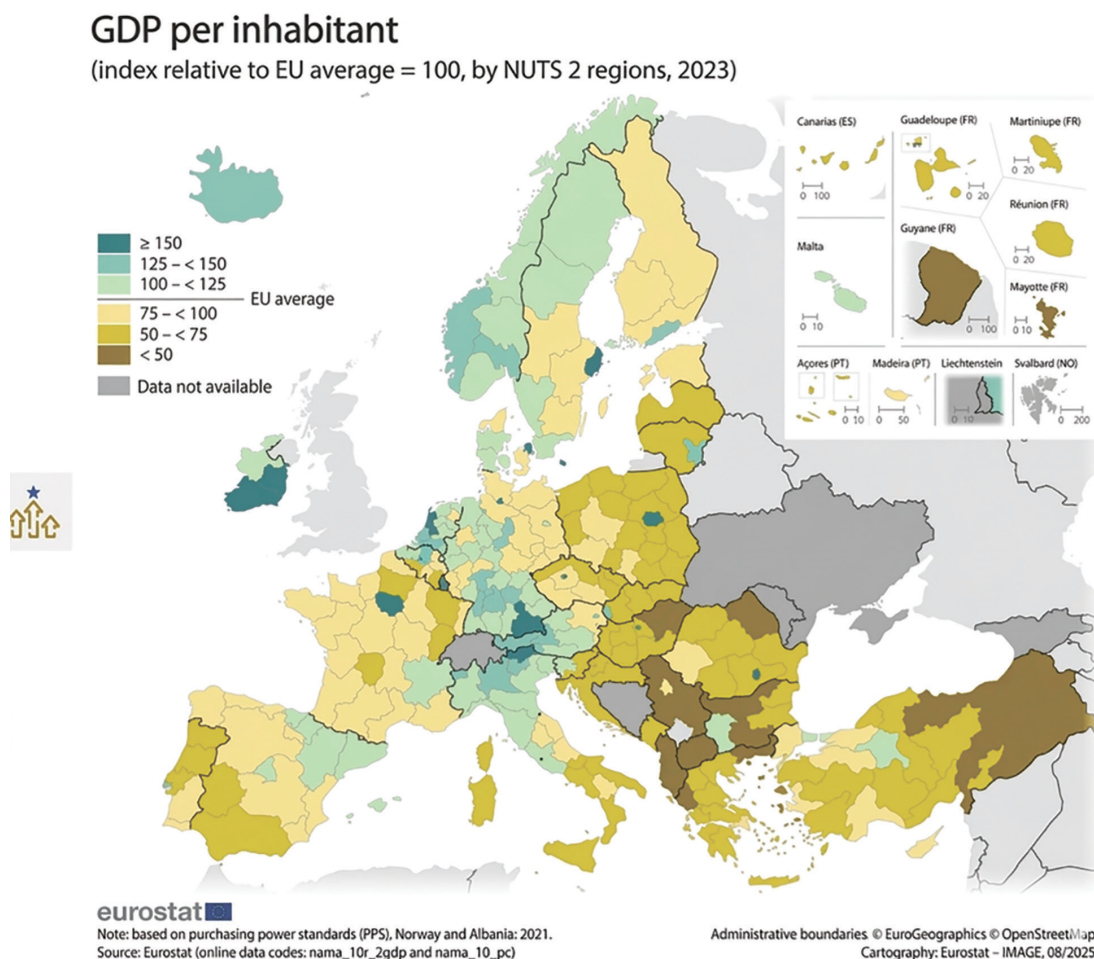 GDP per inhabitant
(index relative to EU average = 100, by NUTS 2 regions, 2023)
≥ 150
125 – < 150
100 – < 125
EU average
75 – < 100
50 – < 75
< 50
Data not available
Canarias (ES)
0 100
Guadeloupe (FR)
0 20
Martiniupe (FR)
0 20
Réunion (FR)
0 20
Malta
0 10
Guyane (FR)
0 100
Mayotte (FR)
0 10
Açores (PT)
0 10
Madeira (PT)
0 50
Liechtenstein
0 10
Svalbard (NO)
0 200
eurostat
Note: based on purchasing power standards (PPS), Norway and Albania: 2021.
Source: Eurostat (online data codes: nama_10r_2gdp and nama_10_pc)
Administrative boundaries © EuroGeographics © OpenStreetMap
Cartography: Eurostat – IMAGE, 08/2025